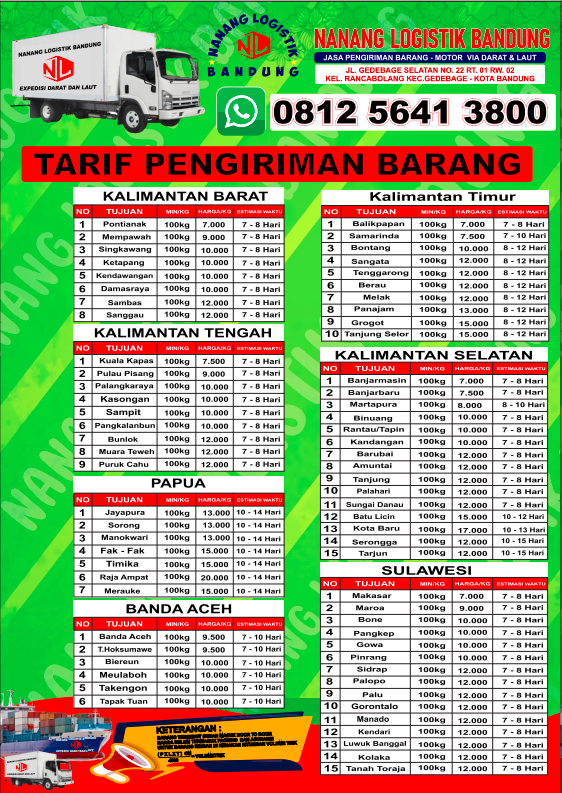 NANANG LOGISTIK BANDUNG
NL
EXPEDISI DARAT DAN LAUT
NANANG LOGISTIK
NL
BANDUNG
NANANG LOGISTIK BANDUNG
JASA PENGIRIMAN BARANG - MOTOR VIA DARAT & LAUT
JL. GEDEBAGE SELATAN NO. 22 RT. 01 RW. 02
KEL. RANCABOLANG KEC.GEDEBAGE - KOTA BANDUNG
0812 5641 3800
TARIF PENGIRIMAN BARANG
KALIMANTAN BARAT
NO TUJUAN MIN/KG HARGA/KG ESTIMASI WAKTU
1 Pontianak 100kg 7.000 7 - 8 Hari
2 Mempawah 100kg 9.000 7 - 8 Hari
3 Singkawang 100kg 10.000 7 - 8 Hari
4 Ketapang 100kg 10.000 7 - 8 Hari
5 Kendawangan 100kg 10.000 7 - 8 Hari
6 Damasraya 100kg 10.000 7 - 8 Hari
7 Sambas 100kg 12.000 7 - 8 Hari
8 Sanggau 100kg 12.000 7 - 8 Hari
KALIMANTAN TENGAH
NO TUJUAN MIN/KG HARGA/KG ESTIMASI WAKTU
1 Kuala Kapas 100kg 7.500 7 - 8 Hari
2 Pulau Pisang 100kg 9.000 7 - 8 Hari
3 Palangkaraya 100kg 10.000 7 - 8 Hari
4 Kasongan 100kg 10.000 7 - 8 Hari
5 Sampit 100kg 10.000 7 - 8 Hari
6 Pangkalanbun 100kg 10.000 7 - 8 Hari
7 Bunlok 100kg 12.000 7 - 8 Hari
8 Muara Teweh 100kg 12.000 7 - 8 Hari
9 Puruk Cahu 100kg 12.000 7 - 8 Hari
PAPUA
NO TUJUAN MIN/KG HARGA/KG ESTIMASI WAKTU
1 Jayapura 100kg 13.000 10 - 14 Hari
2 Sorong 100kg 13.000 10 - 14 Hari
3 Manokwari 100kg 13.000 10 - 14 Hari
4 Fak - Fak 100kg 15.000 10 - 14 Hari
5 Timika 100kg 15.000 10 - 14 Hari
6 Raja Ampat 100kg 20.000 10 - 14 Hari
7 Merauke 100kg 15.000 10 - 14 Hari
BANDA ACEH
NO TUJUAN MIN/KG HARGA/KG ESTIMASI WAKTU
1 Banda Aceh 100kg 9.500 7 - 10 Hari
2 T.Hoksumawe 100kg 9.500 7 - 10 Hari
3 Biereun 100kg 10.000 7 - 10 Hari
4 Meulaboh 100kg 10.000 7 - 10 Hari
5 Takengon 100kg 10.000 7 - 10 Hari
6 Tapak Tuan 100kg 10.000 7 - 10 Hari
Kalimantan Timur
NO TUJUAN MIN/KG HARGA/KG ESTIMASI WAKTU
1 Balikpapan 100kg 7.000 7 - 8 Hari
2 Samarinda 100kg 7.500 7 - 10 Hari
3 Bontang 100kg 10.000 8 - 12 Hari
4 Sangata 100kg 12.000 8 - 12 Hari
5 Tenggarong 100kg 12.000 8 - 12 Hari
6 Berau 100kg 12.000 8 - 12 Hari
7 Melak 100kg 12.000 8 - 12 Hari
8 Panajam 100kg 13.000 8 - 12 Hari
9 Grogot 100kg 15.000 8 - 12 Hari
10 Tanjung Selor 100kg 15.000 8 - 12 Hari
KALIMANTAN SELATAN
NO TUJUAN MIN/KG HARGA/KG ESTIMASI WAKTU
1 Banjarmasin 100kg 7.000 7 - 8 Hari
2 Banjarbaru 100kg 7.500 7 - 8 Hari
3 Martapura 100kg 8.000 8 - 10 Hari
4 Binuang 100kg 10.000 7 - 8 Hari
5 Rantau/Tapin 100kg 10.000 7 - 8 Hari
6 Kandangan 100kg 10.000 7 - 8 Hari
7 Barubai 100kg 12.000 7 - 8 Hari
8 Amuntai 100kg 12.000 7 - 8 Hari
9 Tanjung 100kg 12.000 7 - 8 Hari
10 Palahari 100kg 12.000 7 - 8 Hari
11 Sungai Danau 100kg 12.000 7 - 8 Hari
12 Batu Licin 100kg 15.000 10 - 12 Hari
13 Kota Baru 100kg 17.000 10 - 13 Hari
14 Serongga 100kg 12.000 10 - 15 Hari
15 Tarjun 100kg 12.000 10 - 15 Hari
SULAWESI
NO TUJUAN MIN/KG HARGA/KG ESTIMASI WAKTU
1 Makasar 100kg 7.000 7 - 8 Hari
2 Maroa 100kg 9.000 7 - 8 Hari
3 Bone 100kg 10.000 7 - 8 Hari
4 Pangkep 100kg 10.000 7 - 8 Hari
5 Gowa 100kg 10.000 7 - 8 Hari
6 Pinrang 100kg 10.000 7 - 8 Hari
7 Sidrap 100kg 12.000 7 - 8 Hari
8 Palopo 100kg 12.000 7 - 8 Hari
9 Palu 100kg 12.000 7 - 8 Hari
10 Gorontalo 100kg 12.000 7 - 8 Hari
11 Manado 100kg 12.000 7 - 8 Hari
12 Kendari 100kg 12.000 7 - 8 Hari
13 Luwuk Banggal 100kg 12.000 7 - 8 Hari
14 Kolaka 100kg 12.000 7 - 8 Hari
15 Tanah Toraja 100kg 12.000 7 - 8 Hari
KETERANGAN :